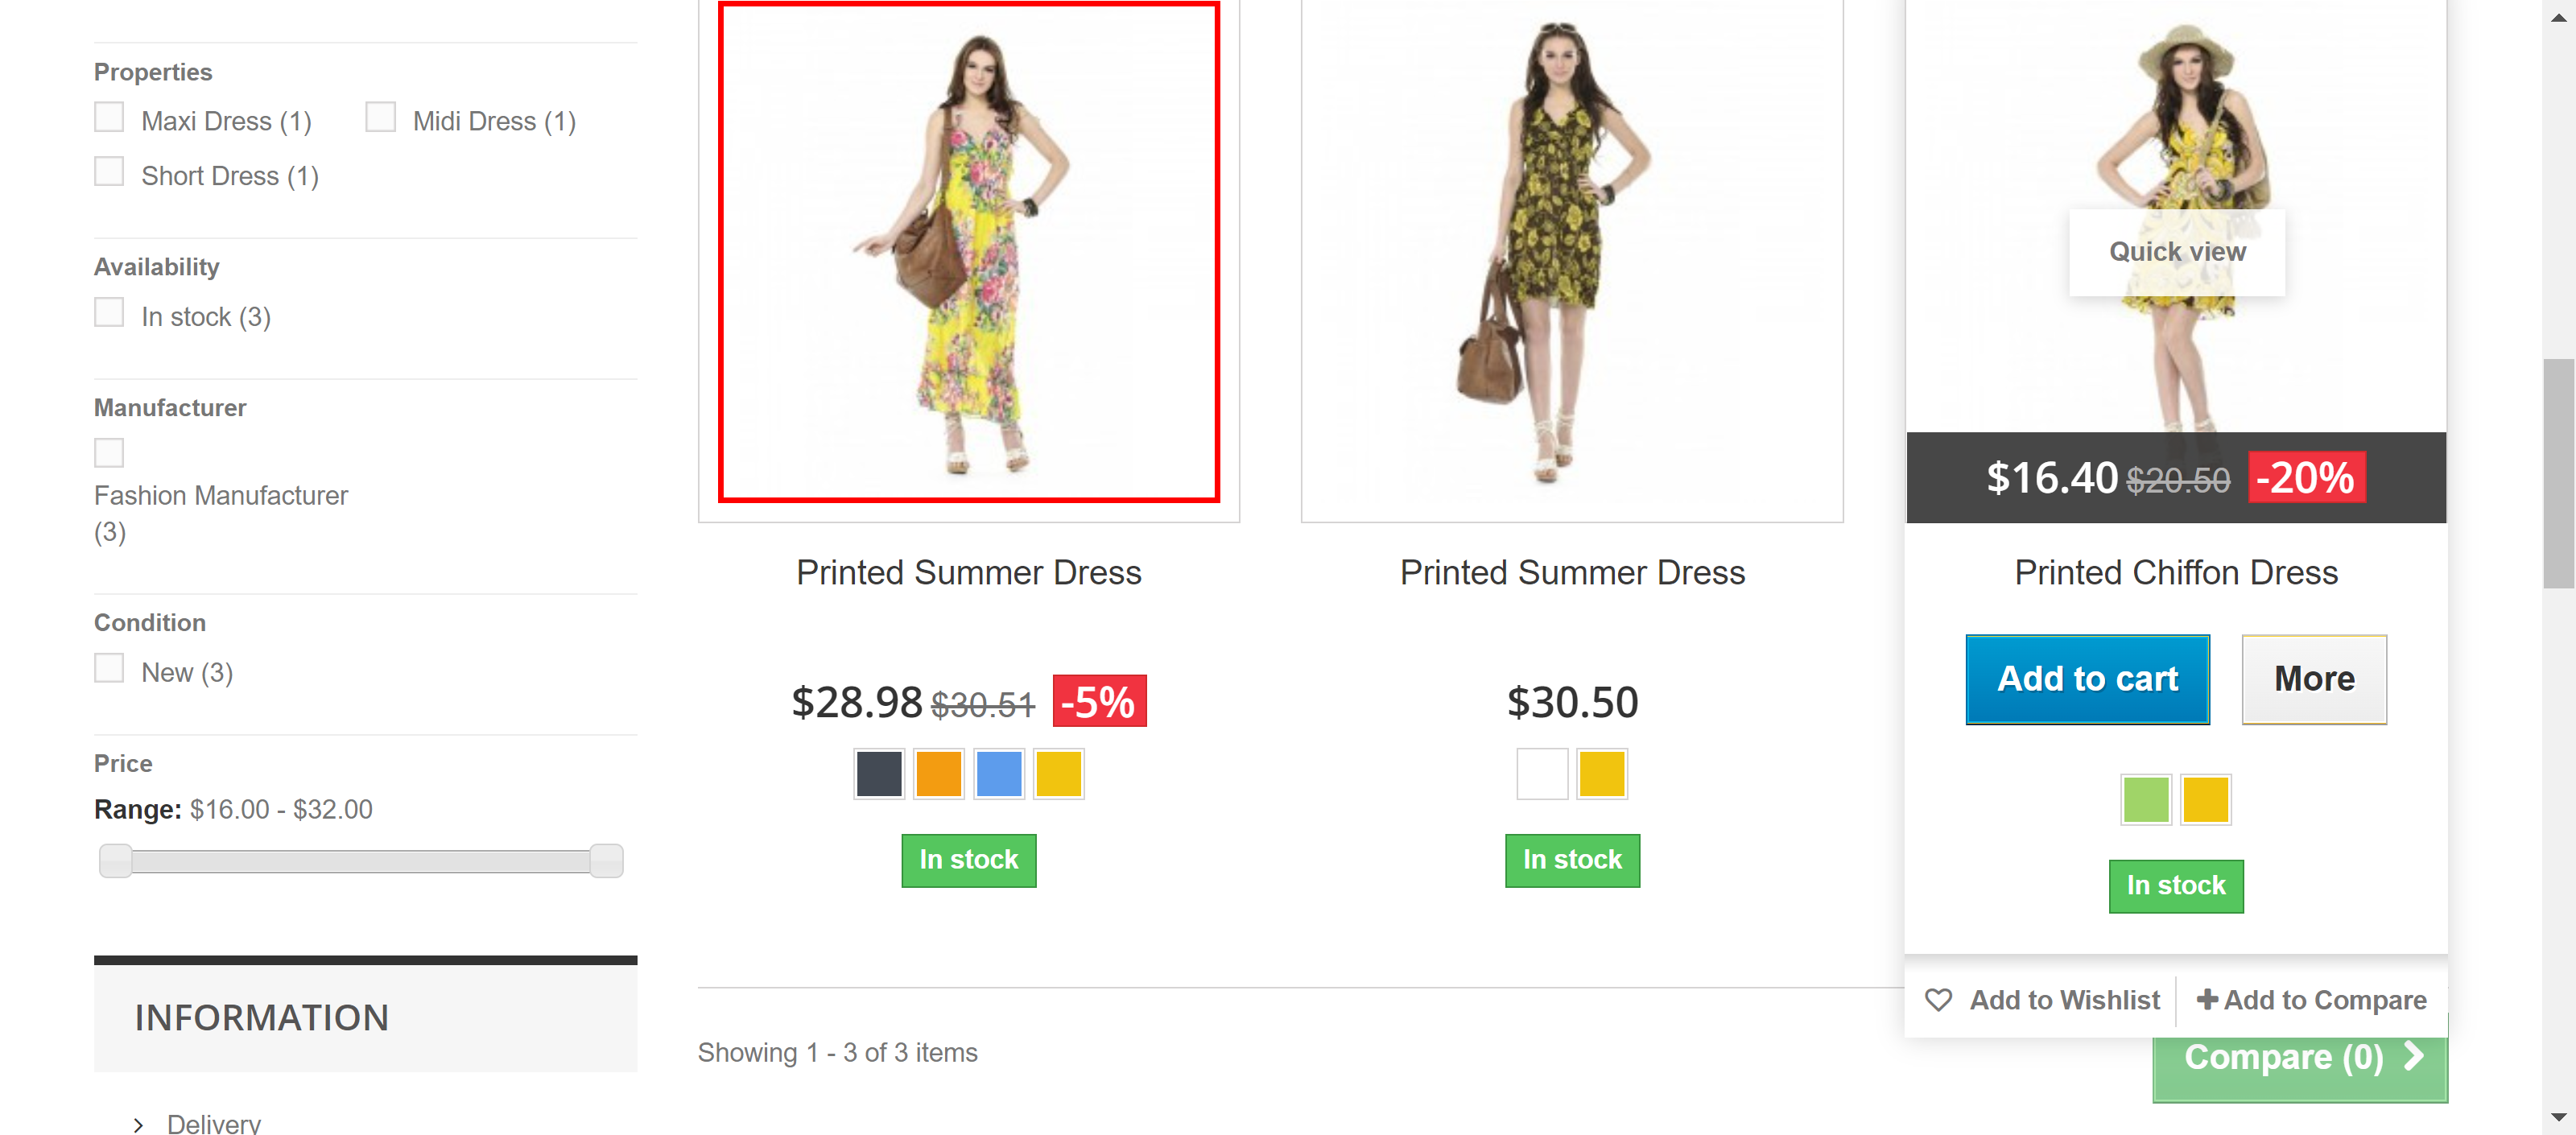 Properties
Maxi Dress (1)
Midi Dress (1)
Short Dress (1)
Availability
In stock (3)
Manufacturer
Fashion Manufacturer
(3)
Condition
New (3)
Price
Range: $16.00 - $32.00
INFORMATION
Delivery
Printed Summer Dress
$28.98 $30.51 -5%
In stock
Printed Summer Dress
$30.50
In stock
Quick view
$16.40 $20.50 -20%
Printed Chiffon Dress
Add to cart
More
In stock
Add to Wishlist
Add to Compare
Showing 1 - 3 of 3 items
Compare (0)